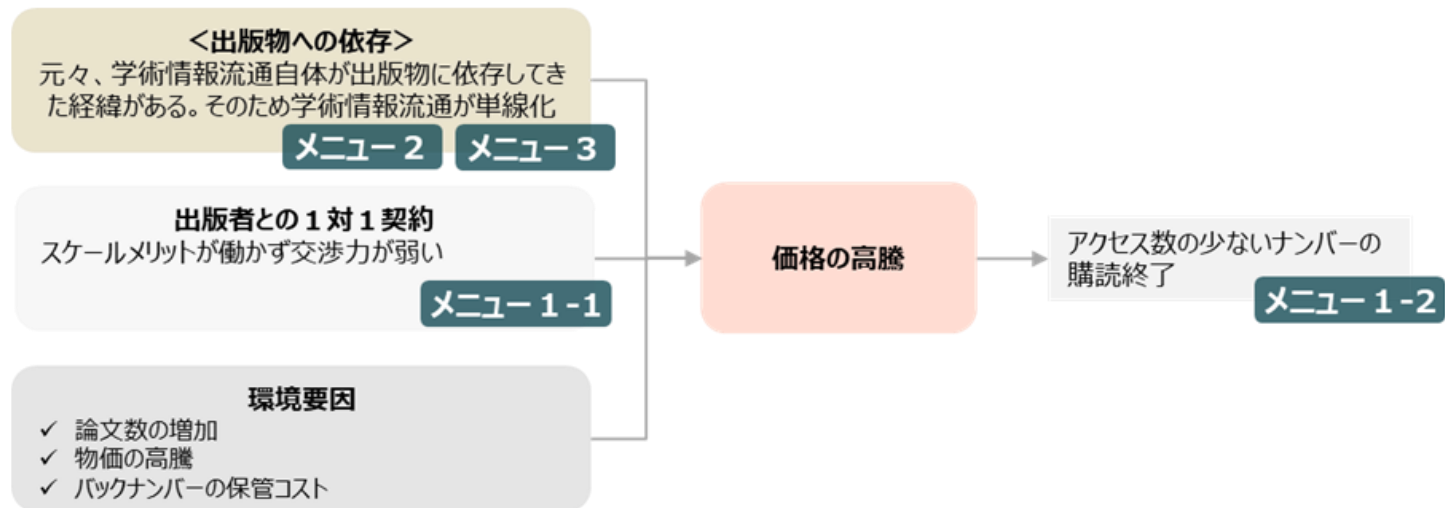 ＜出版物への依存＞
元々、学術情報流通自体が出版物に依存してき
た経緯がある。そのため学術情報流通が単線化
メニュー２
メニュー３
出版者との１対１契約
スケールメリットが働かず交渉力が弱い
メニュー１-１
環境要因
✓ 論文数の増加
✓ 物価の高騰
✓ バックナンバーの保管コスト
価格の高騰
アクセス数の少ないナンバーの
購読終了
メニュー１-２